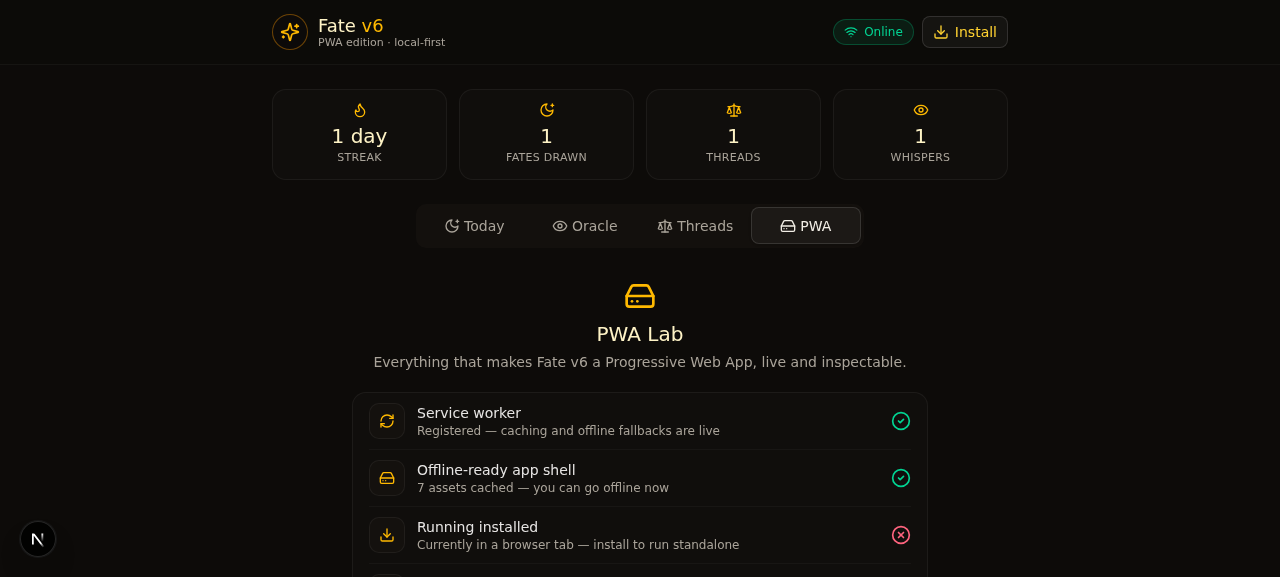 Fate v6
PWA edition · local-first
Online
Install
1 day
STREAK
1
FATES DRAWN
1
THREADS
1
WHISPERS
Today
Oracle
Threads
PWA
PWA Lab
Everything that makes Fate v6 a Progressive Web App, live and inspectable.
Service worker
Registered — caching and offline fallbacks are live
Offline-ready app shell
7 assets cached — you can go offline now
Running installed
Currently in a browser tab — install to run standalone
N